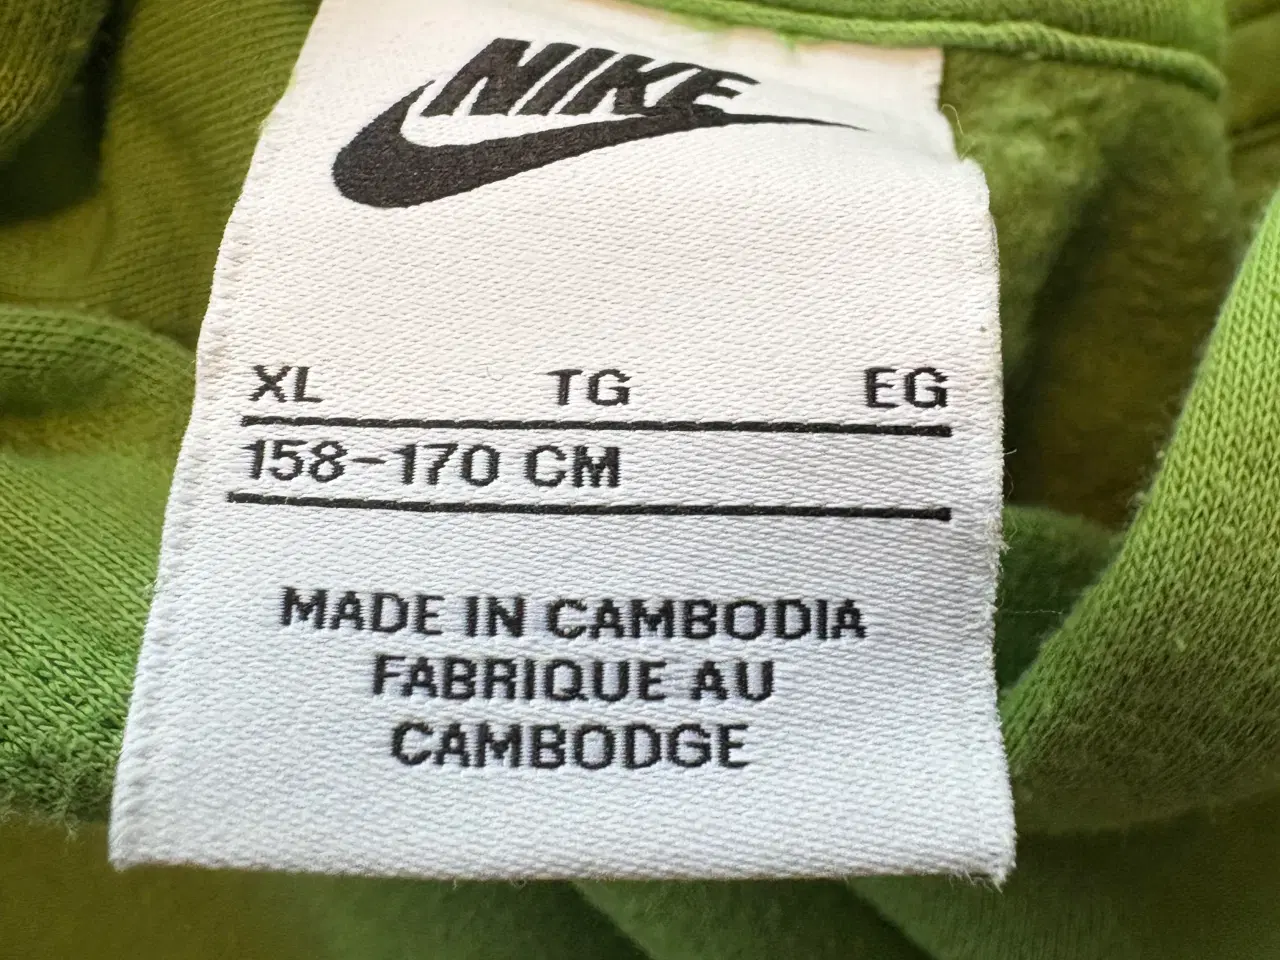 NIKE
XL TG EG
158-170 CM
MADE IN CAMBODIA
FABRIQUE AU
CAMBODGE